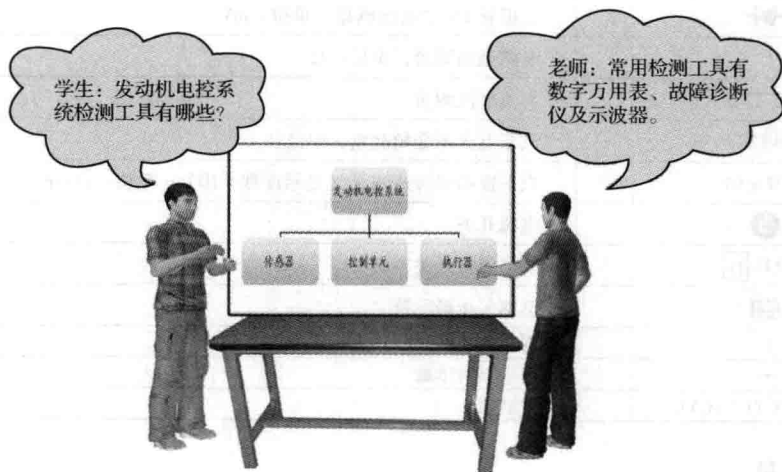 学生：发动机电控系
统检测工具有哪些？
老师：常用检测工具有
数字万用表、故障诊断
仪及示波器。
发动机电控系统
传感器
控制单元
执行器